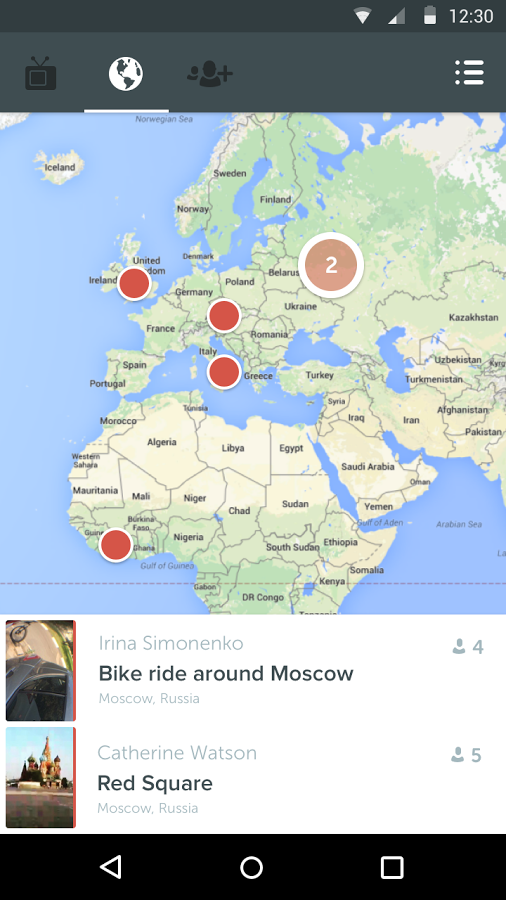 12:30
Norwegian Sea
Iceland
Sweden
Finland
Norway
2
United
Denmark
Ireland
Poland
Belarus
Germany
Ukraine
Kazakhstan
France
Romania
Italy
Uzbekistan
Spain
Greece
Turkey
Turkmenistan
Portugal
Syria
Tunisia
Afghanistan
Morocco
Iraq
Iran
Algeria
Libya
Egypt
Pakistan
Western
Sahara
Saudi Arabia
Oman
Mauritania
Mali
Niger
Chad
Sudan
Yemen
Gulf of Aden
Arabian Sea
Burkina
Faso
Nigeria
Ghana
South Sudan
Ethiopia
Gulf of Guinea
Somalia
Kenya
Gabon
DR Congo
Irina Simonenko
4
Bike ride around Moscow
Moscow, Russia
Catherine Watson
5
Red Square
Moscow, Russia